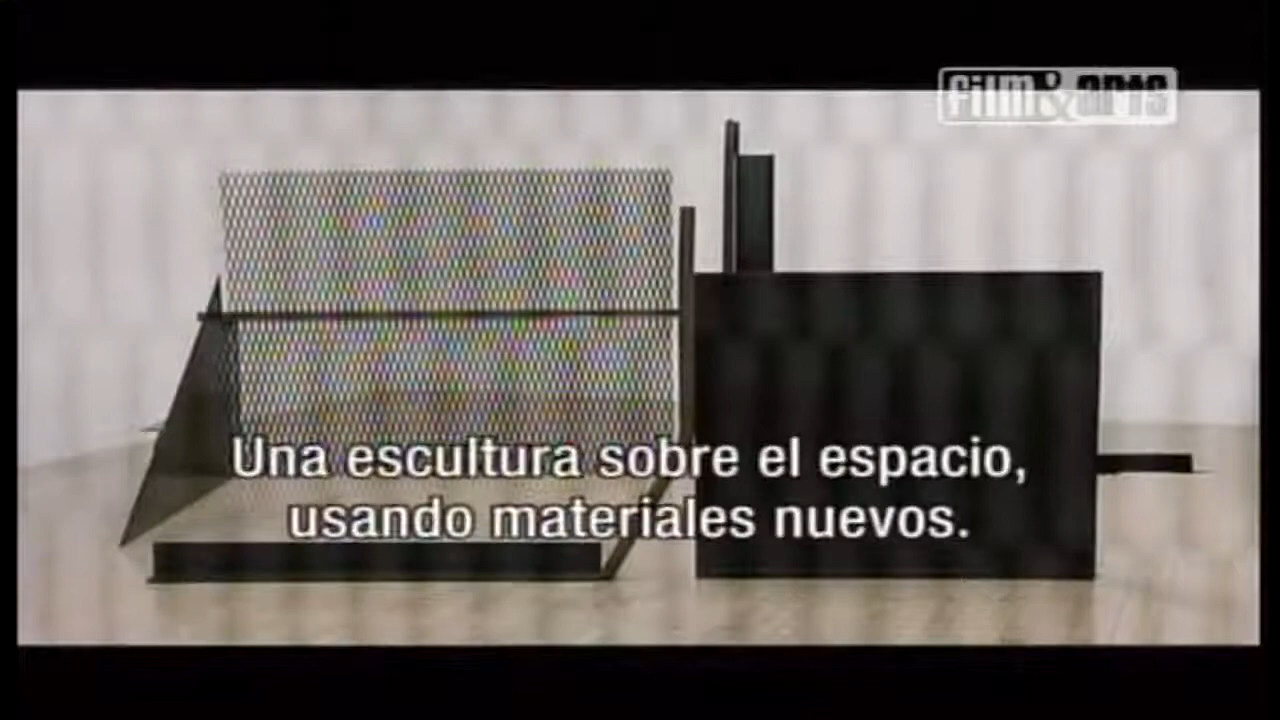 film&arts
Una escultura sobre el espacio,
usando materiales nuevos.